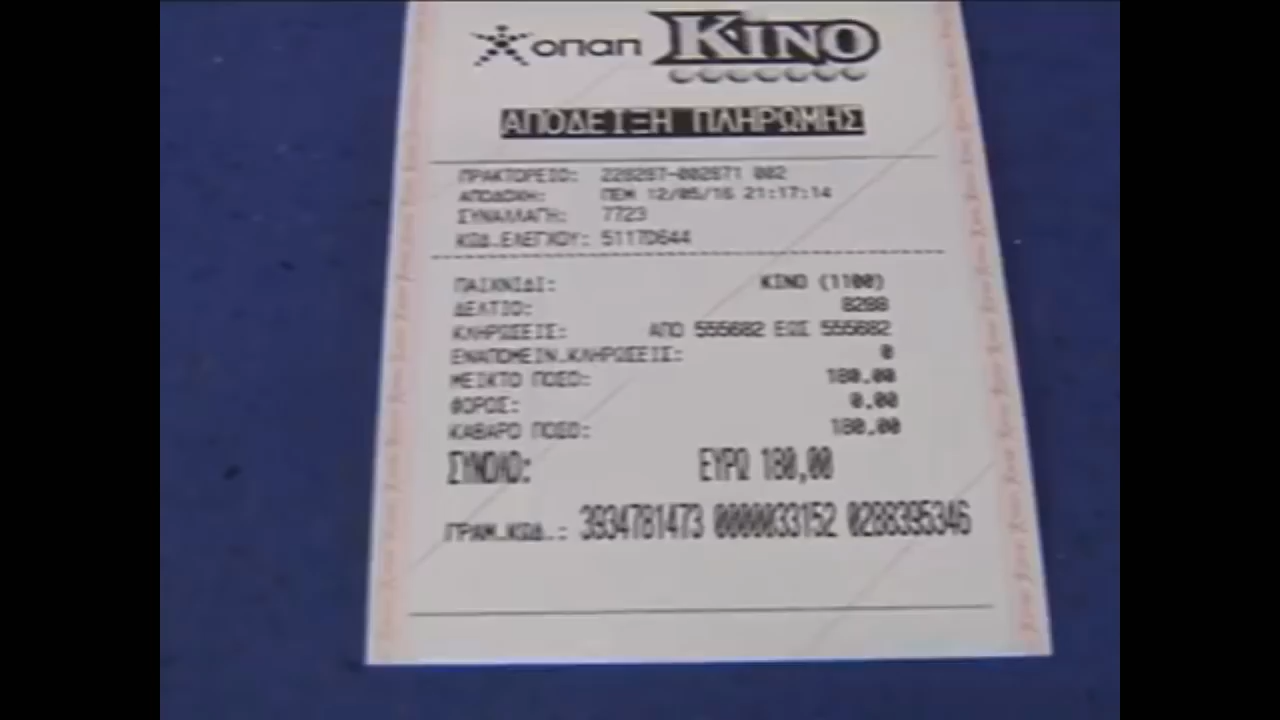 οπαπ ΚΙΝΟ
ΑΠΟΔΕΙΞΗ ΠΛΗΡΩΜΗΣ
ΠΡΑΚΤΟΡΕΙΟ: 228287-002871 002
ΑΠΟΔΟΧΗ: ΠΕΜ 12/05/16 21:17:14
ΣΥΝΑΛΛΑΓΗ: 7723
ΚΩΔ.ΕΛΕΓΧΟΥ: 5117D644
ΠΑΙΧΝΙΔΙ: ΚΙΝΟ (1100)
ΔΕΛΤΙΟ: 8288
ΚΛΗΡΩΣΕΙΣ: ΑΠΟ 555682 ΕΩΣ 555682
ΕΝΑΠΟΜΕΙΝ.ΚΛΗΡΩΣΕΙΣ: 0
ΜΕΙΚΤΟ ΠΟΣΟ: 180.00
ΦΟΡΟΣ: 0.00
ΚΑΘΑΡΟ ΠΟΣΟ: 180.00
ΣΥΝΟΛΟ: ΕΥΡΩ 180,00
ΓΡΑΜ.ΚΩΔ.: 3934781473 0000033152 0288395346